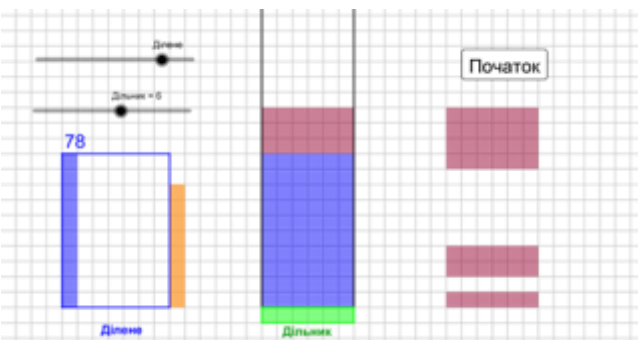 Ділене
Дільник = 6
Початок
78
Ділене
Дільник